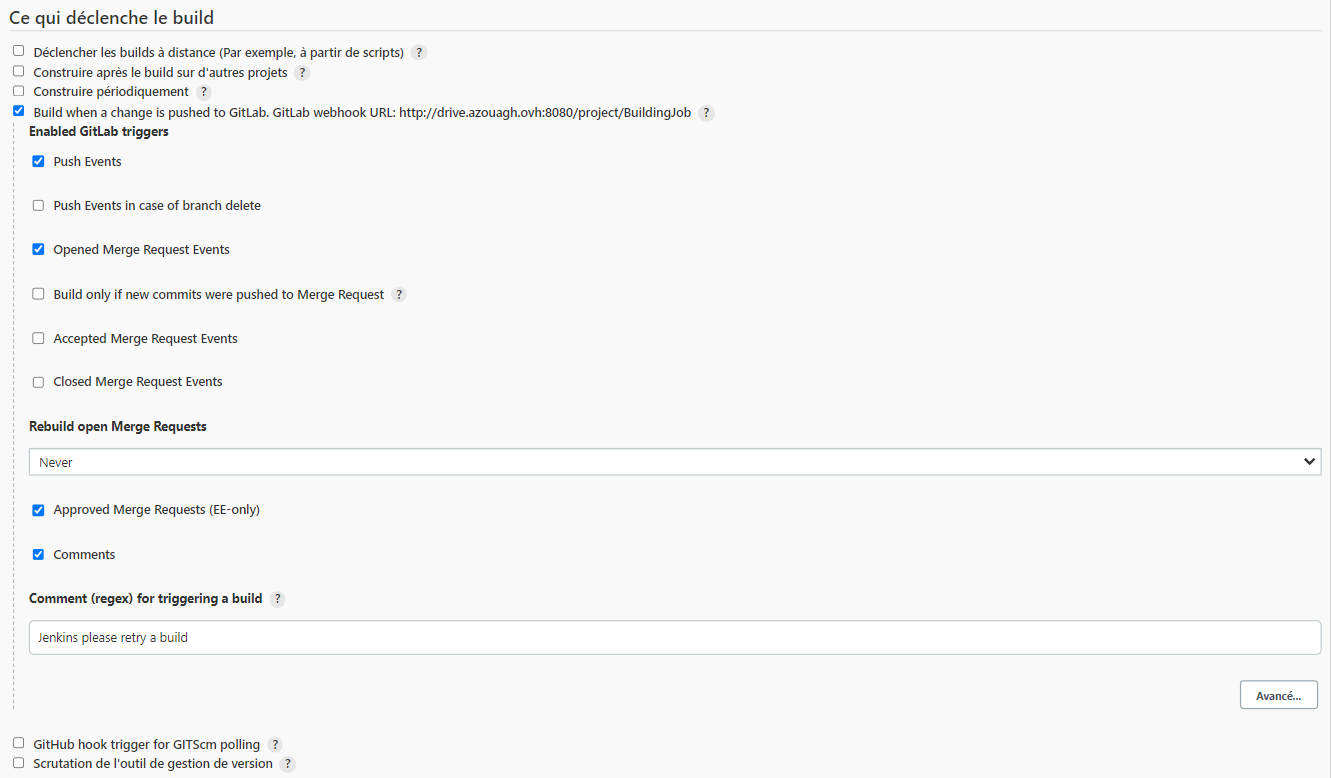 Ce qui déclenche le build
Déclencher les builds à distance (Par exemple, à partir de scripts) ?
Construire après le build sur d'autres projets ?
Construire périodiquement ?
Build when a change is pushed to GitLab. GitLab webhook URL: http://drive.azouagh.ovh:8080/project/BuildingJob ?
Enabled GitLab triggers
Push Events
Push Events in case of branch delete
Opened Merge Request Events
Build only if new commits were pushed to Merge Request ?
Accepted Merge Request Events
Closed Merge Request Events
Rebuild open Merge Requests
Never
Approved Merge Requests (EE-only)
Comments
Comment (regex) for triggering a build ?
Jenkins please retry a build
Avancé...
GitHub hook trigger for GITScm polling ?
Scrutation de l'outil de gestion de version ?